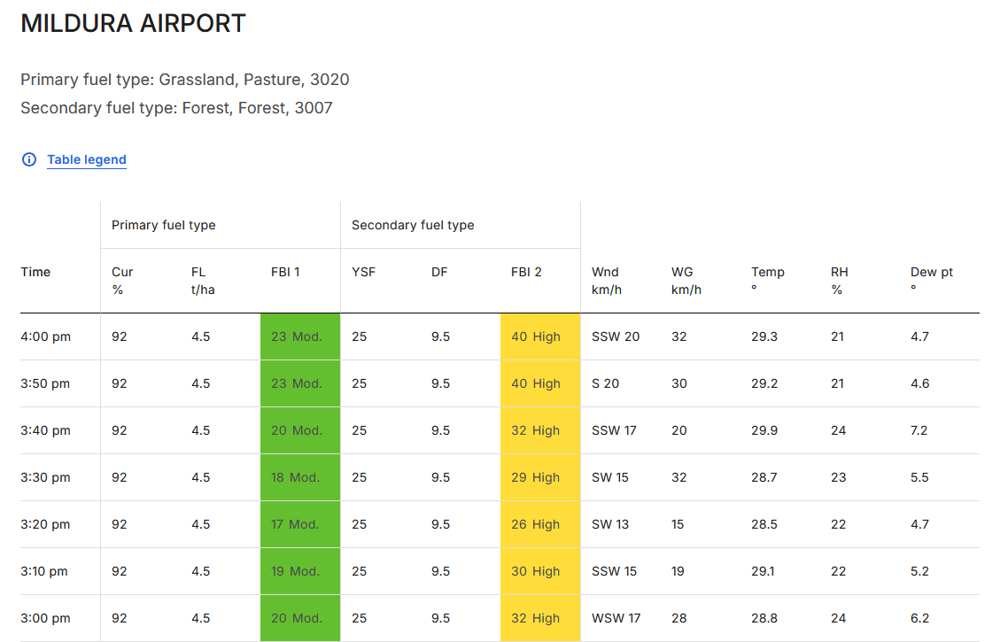 MILDURA AIRPORT
Primary fuel type: Grassland, Pasture, 3020
Secondary fuel type: Forest, Forest, 3007
Table legend
Primary fuel type Secondary fuel type
Time Cur % FL t/ha FBI 1 YSF DF FBI 2 Wnd km/h WG km/h Temp ° RH % Dew pt °
4:00 pm 92 4.5 23 Mod. 25 9.5 40 High SSW 20 32 29.3 21 4.7
3:50 pm 92 4.5 23 Mod. 25 9.5 40 High S 20 30 29.2 21 4.6
3:40 pm 92 4.5 20 Mod. 25 9.5 32 High SSW 17 20 29.9 24 7.2
3:30 pm 92 4.5 18 Mod. 25 9.5 29 High SW 15 32 28.7 23 5.5
3:20 pm 92 4.5 17 Mod. 25 9.5 26 High SW 13 15 28.5 22 4.7
3:10 pm 92 4.5 19 Mod. 25 9.5 30 High SSW 15 19 29.1 22 5.2
3:00 pm 92 4.5 20 Mod. 25 9.5 32 High WSW 17 28 28.8 24 6.2